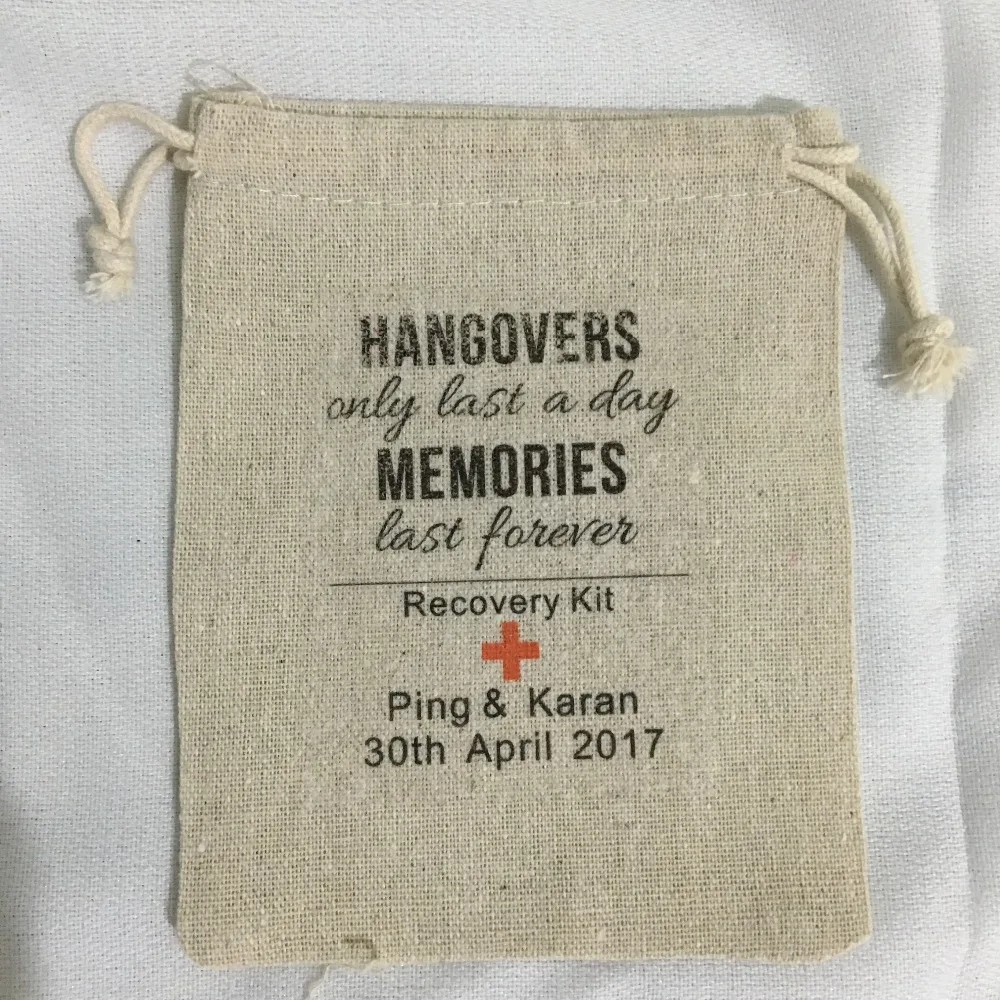 HANGOVERS
only last a day
MEMORIES
last forever
Recovery Kit
Ping & Karan
30th April 2017